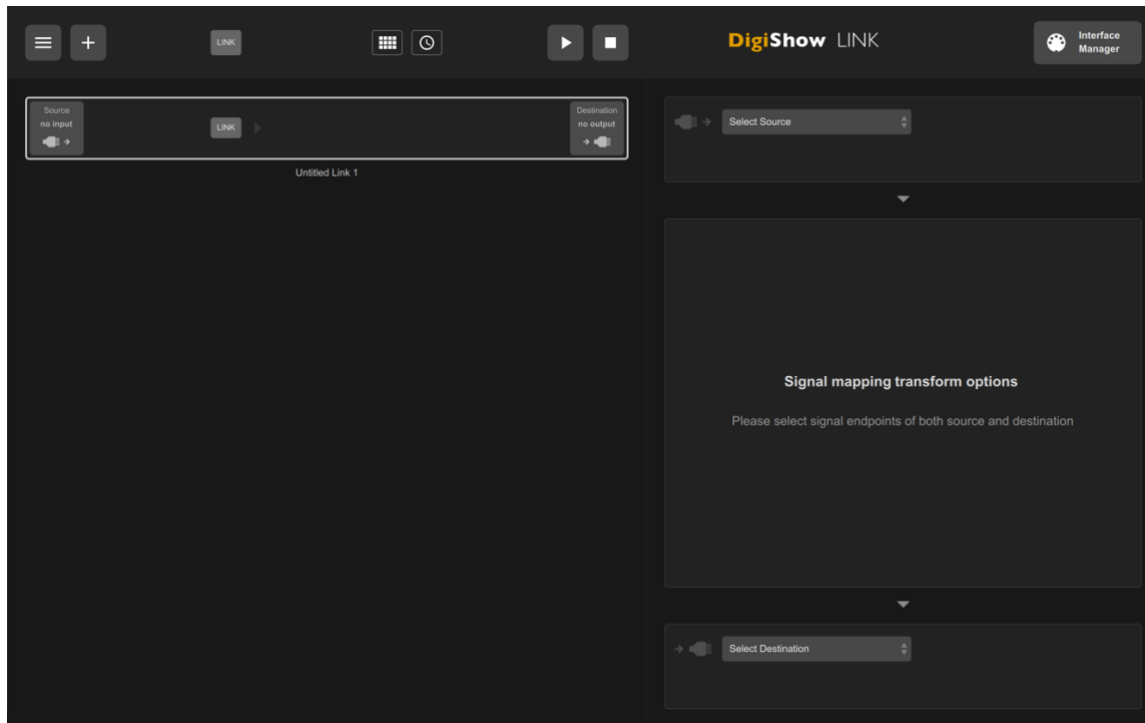 LINK
DigiShow LINK
Interface
Manager
Source
no input
LINK
Destination
no output
Untitled Link 1
Select Source
Signal mapping transform options
Please select signal endpoints of both source and destination
Select Destination